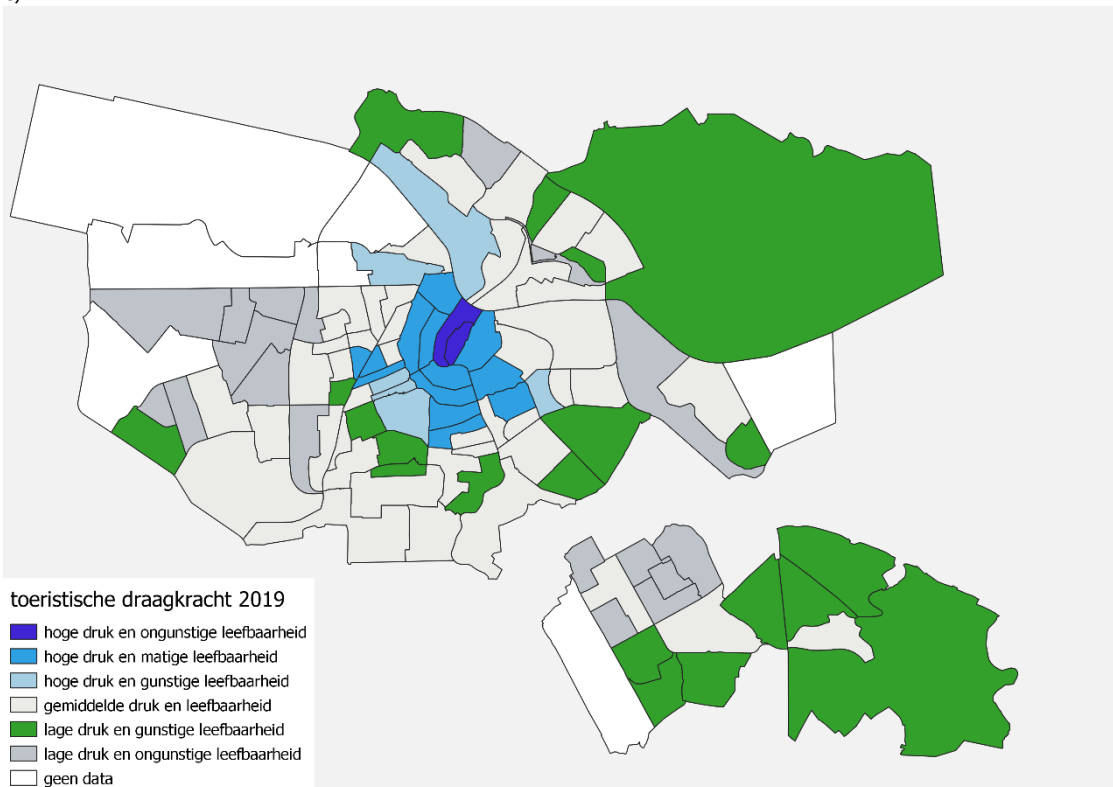 toeristische draagkracht 2019
hoge druk en ongunstige leefbaarheid
hoge druk en matige leefbaarheid
hoge druk en gunstige leefbaarheid
gemiddelde druk en leefbaarheid
lage druk en gunstige leefbaarheid
lage druk en ongunstige leefbaarheid
geen data